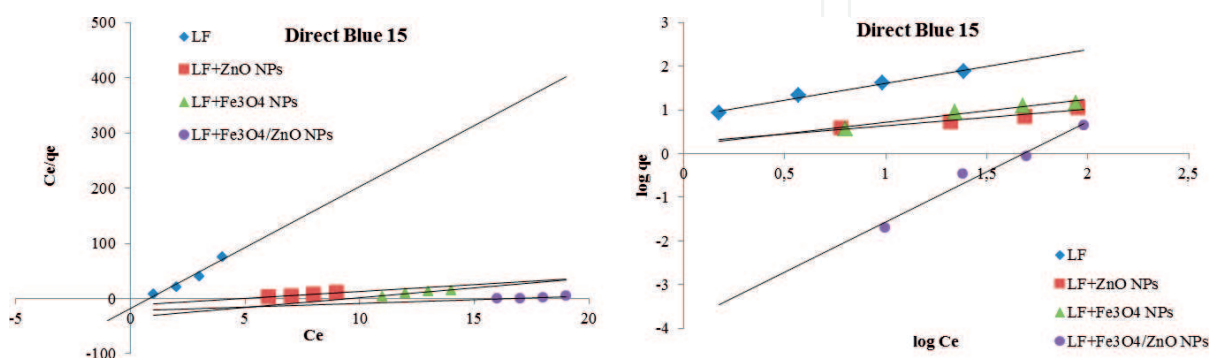 Direct Blue 15
500
400
300
200
100
0
-100
-5
0
5
10
15
20
Ce/qe
Ce
LF
LF+ZnO NPs
LF+Fe3O4 NPs
LF+Fe3O4/ZnO NPs
Direct Blue 15
3
2
1
0
-1
-2
-3
-4
0
0,5
1
1,5
2
2,5
log qe
log Ce
LF
LF+ZnO NPs
LF+Fe3O4 NPs
LF+Fe3O4/ZnO NPs